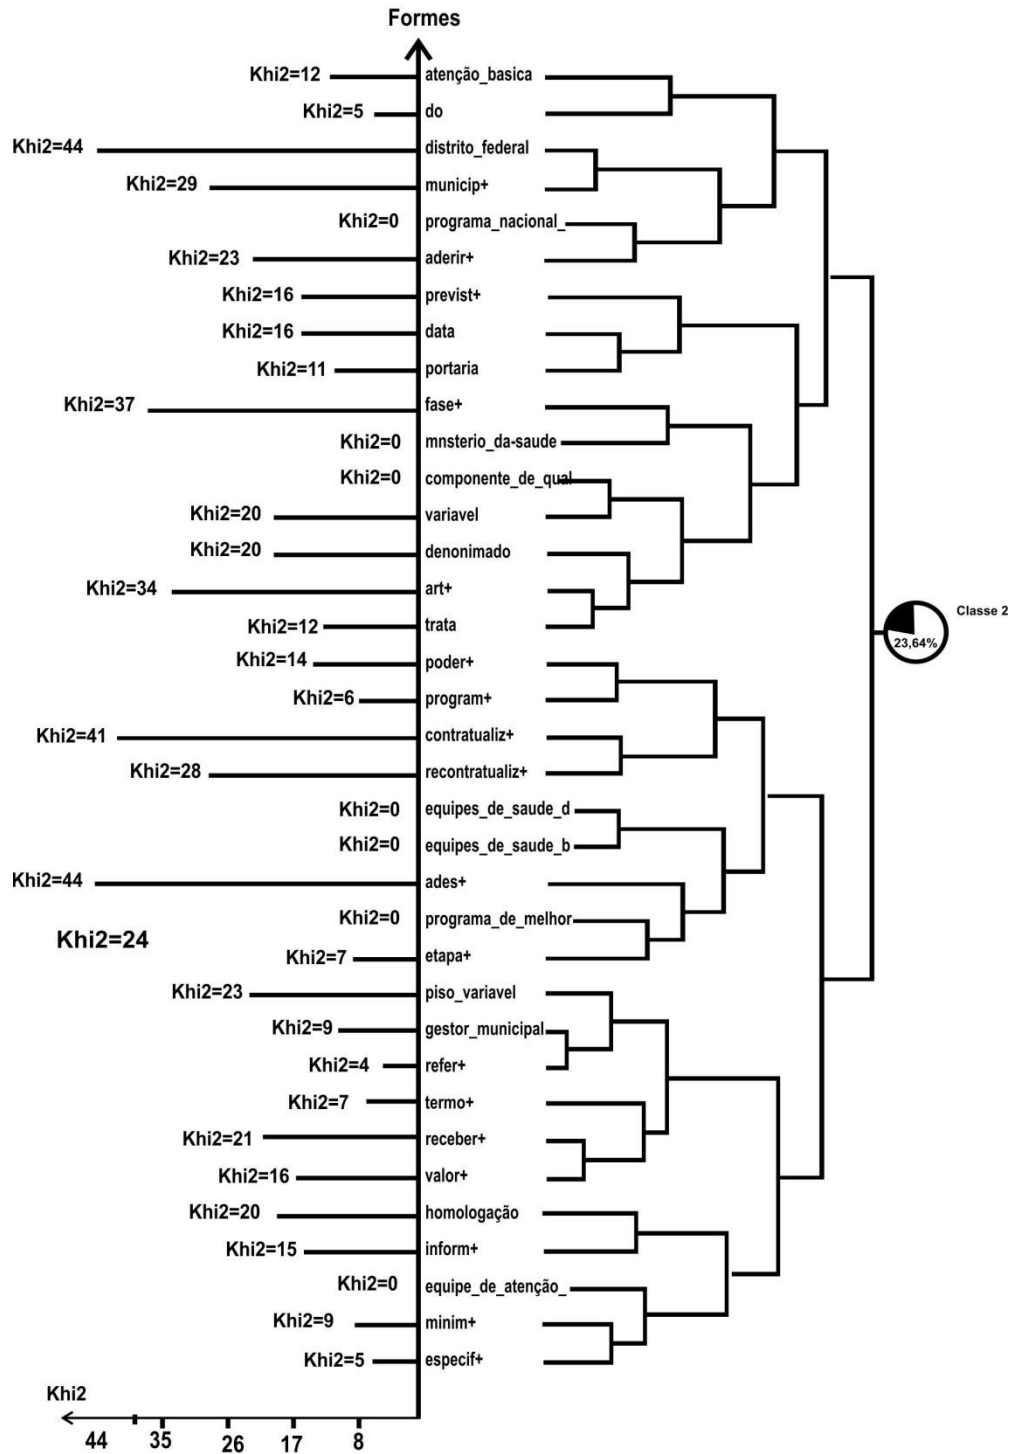 Formes
Khi2=12 atenção_basica
Khi2=5 do
Khi2=44 distrito_federal
Khi2=29 municip+
Khi2=0 programa_nacional_
Khi2=23 aderir+
Khi2=16 previst+
Khi2=16 data
Khi2=11 portaria
Khi2=37 fase+
Khi2=0 mnsterio_da-saude
Khi2=0 componente_de_qual
Khi2=20 variavel
Khi2=20 denonimado
Khi2=34 art+
Khi2=12 trata
Classe 2
23,64%
Khi2=14 poder+
Khi2=6 program+
Khi2=41 contratualiz+
Khi2=28 recontratualiz+
Khi2=0 equipes_de_saude_d
Khi2=0 equipes_de_saude_b
Khi2=44 ades+
Khi2=0 programa_de_melhor
Khi2=24
Khi2=7 etapa+
Khi2=23 piso_variavel
Khi2=9 gestor_municipal
Khi2=4 refer+
Khi2=7 termo+
Khi2=21 receber+
Khi2=16 valor+
Khi2=20 homologação
Khi2=15 inform+
Khi2=0 equipe_de_atenção_
Khi2=9 minim+
Khi2=5 especif+
Khi2
44 35 26 17 8